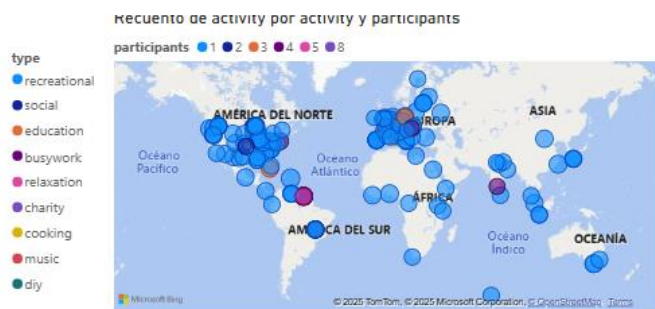 Recuento de activity por activity y participants
participants 1 2 3 4 5 8
type
recreational
social
education
busywork
relaxation
charity
cooking
music
diy
AMÉRICA DEL NORTE
ASIA
Océano
Pacífico
Océano
Atlántico
ÁFRICA
AMÉRICA DEL SUR
Océano
Índico
OCEANÍA
Microsoft Bing
© 2025 TomTom, © 2025 Microsoft Corporation, © OpenStreetMap Terms